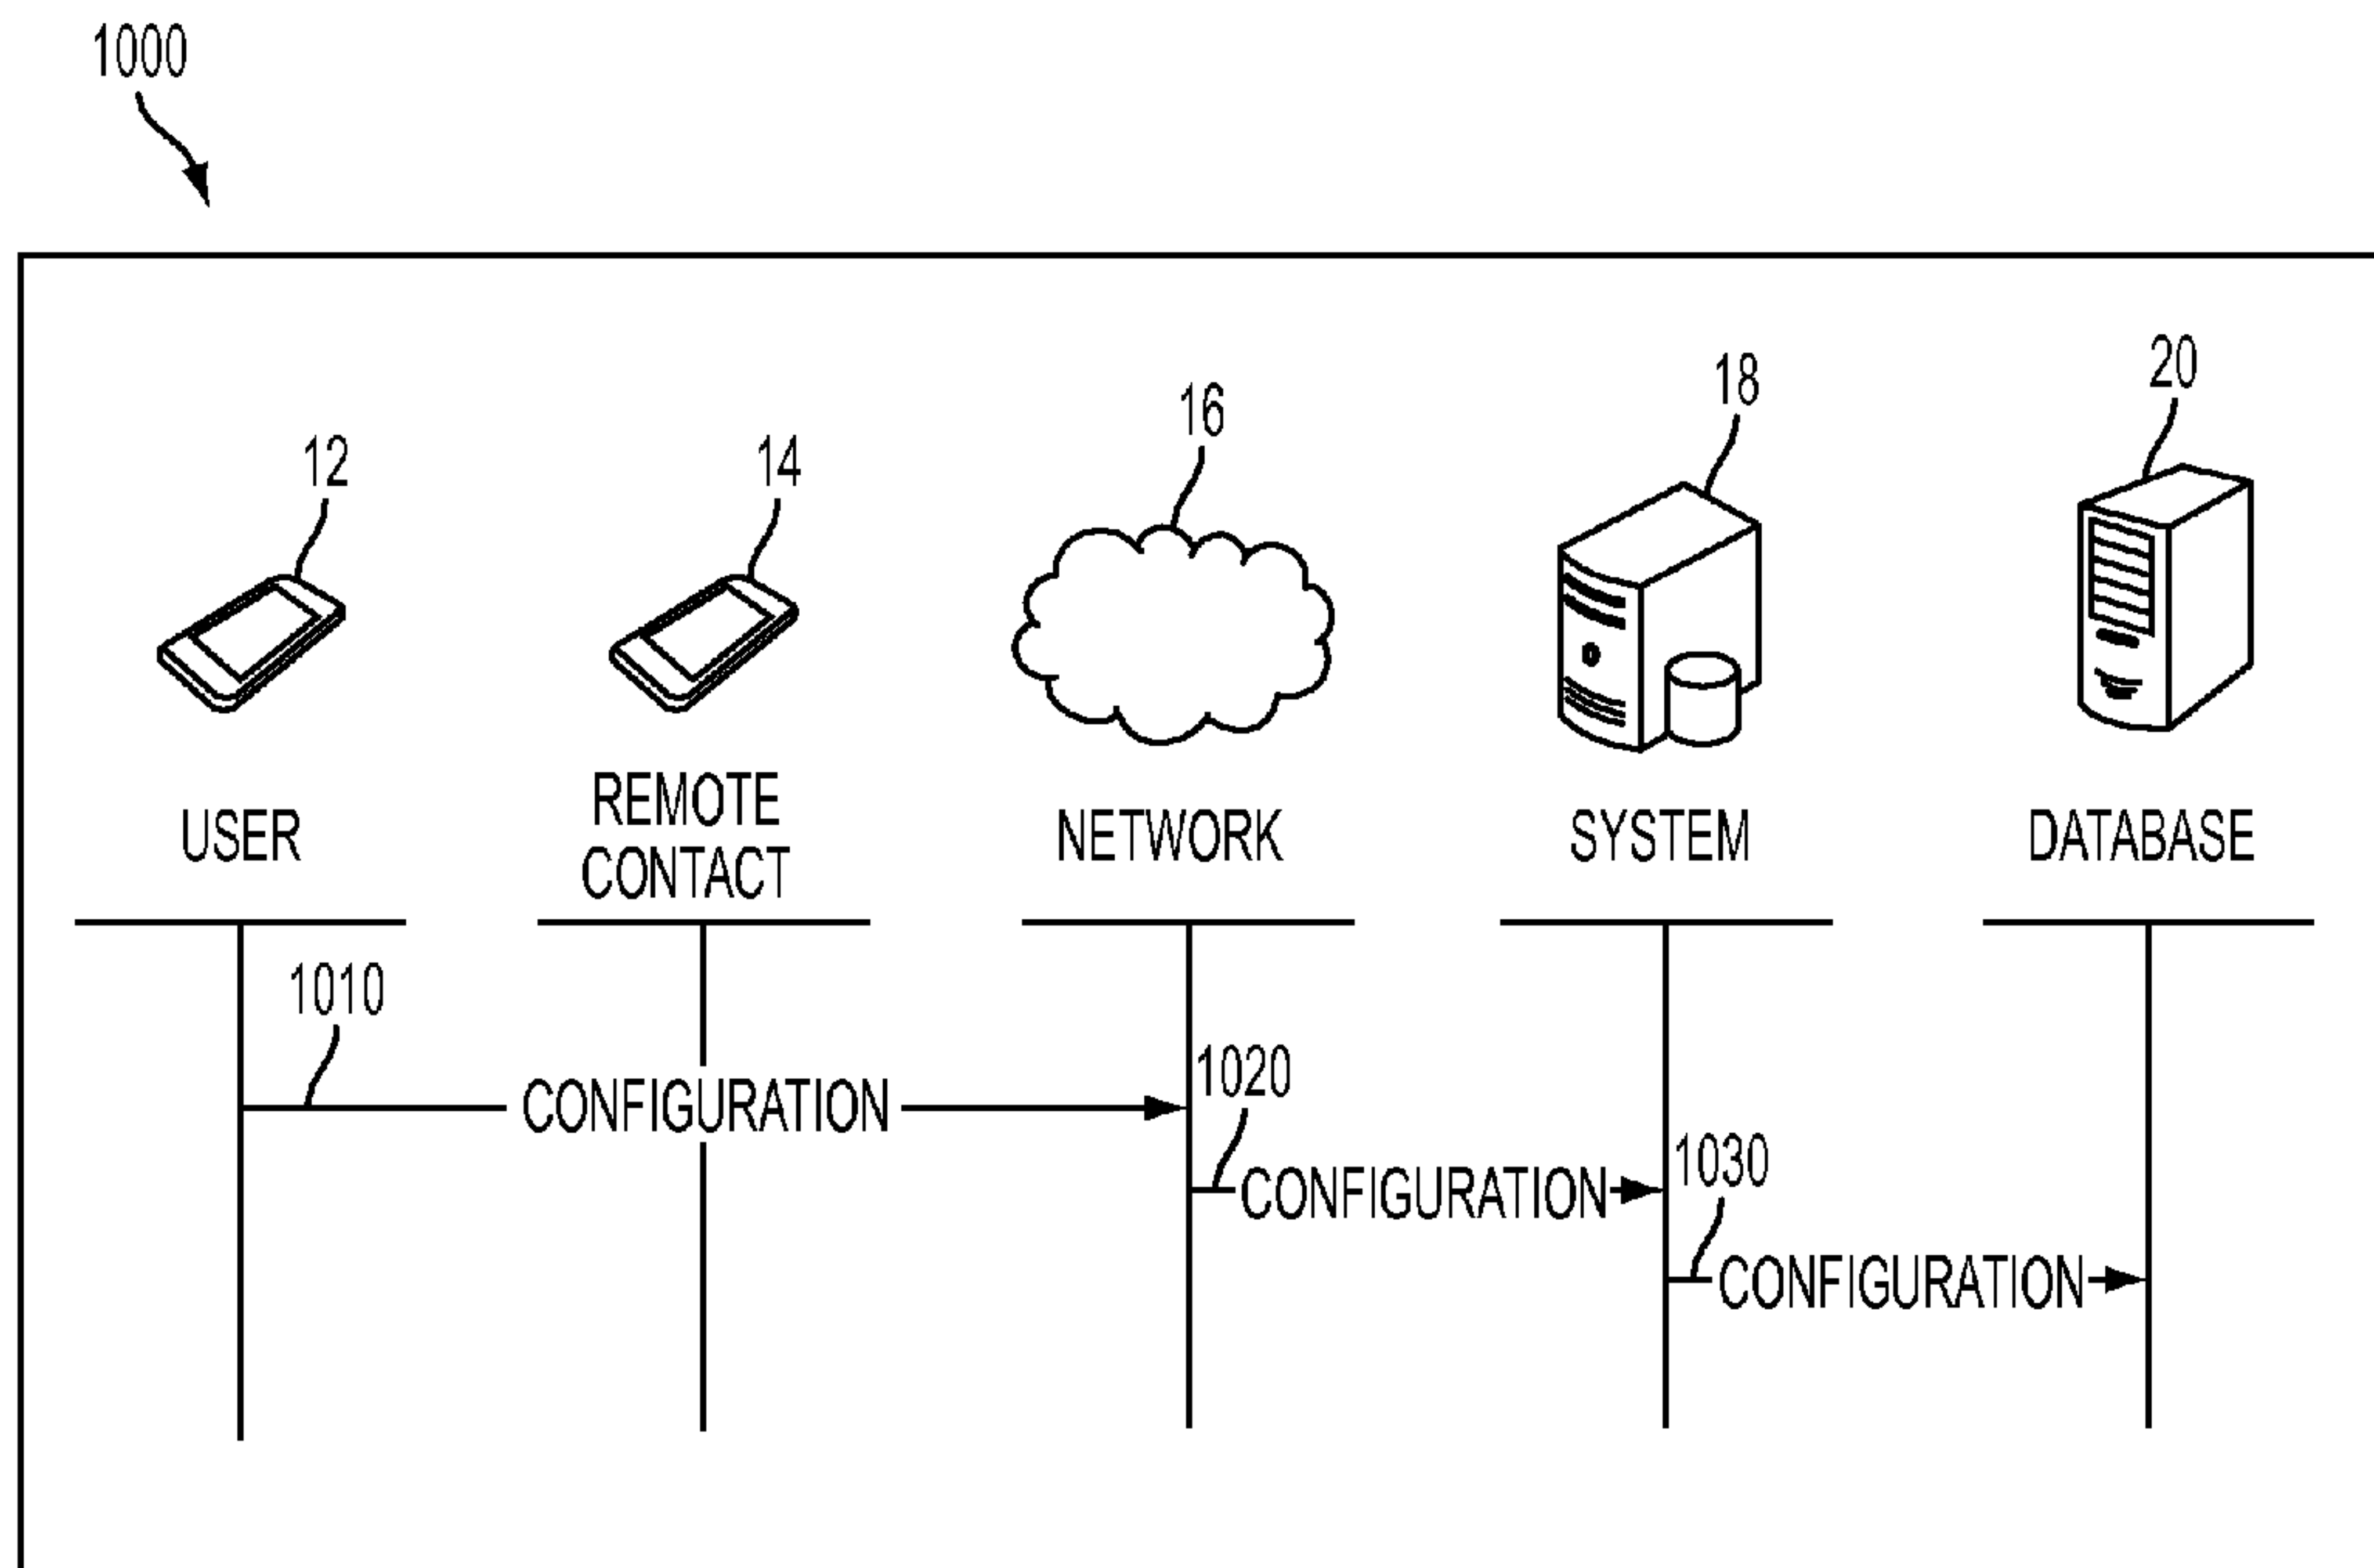 1000
12
14
16
18
20
USER
REMOTE
CONTACT
NETWORK
SYSTEM
DATABASE
1010
CONFIGURATION
1020
CONFIGURATION
1030
CONFIGURATION